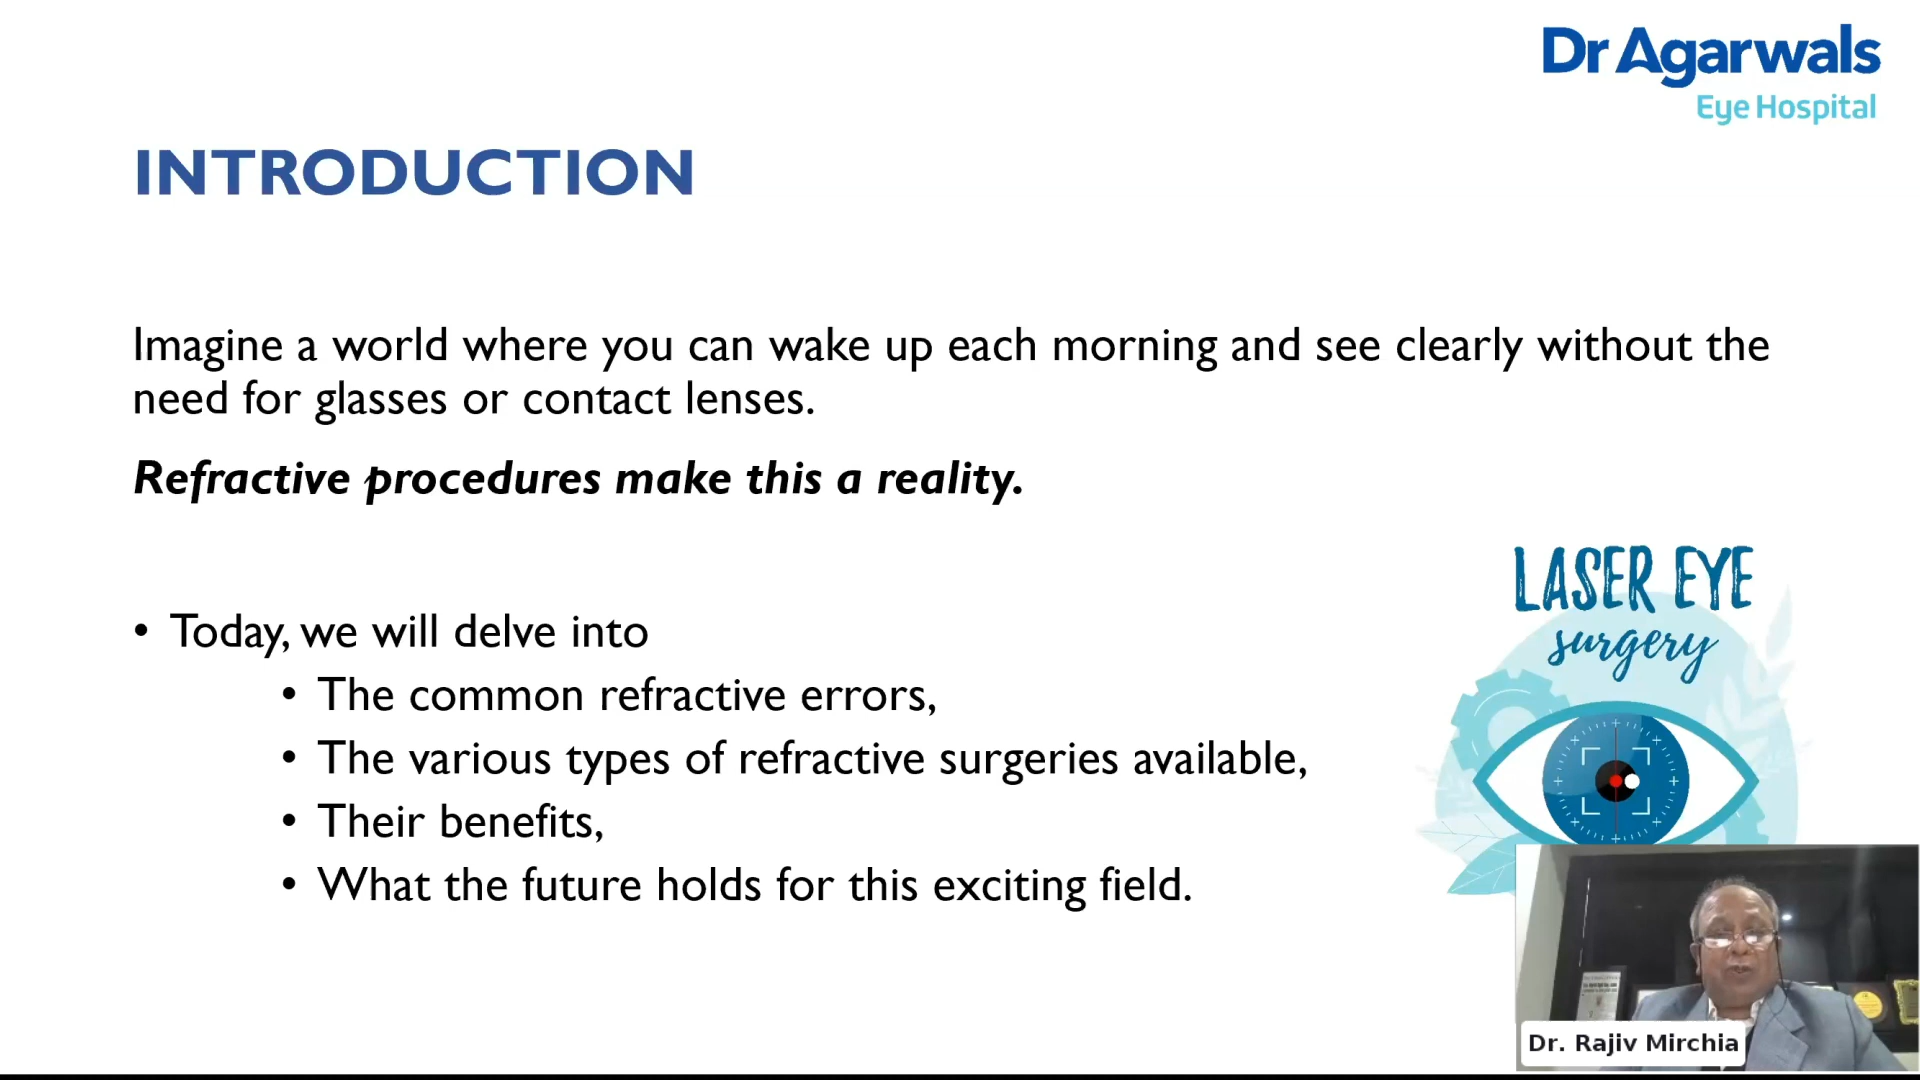 Dr Agarwals
Eye Hospital
INTRODUCTION
Imagine a world where you can wake up each morning and see clearly without the
need for glasses or contact lenses.
Refractive procedures make this a reality.
• Today, we will delve into
• The common refractive errors,
• The various types of refractive surgeries available,
• Their benefits,
• What the future holds for this exciting field.
LASER EYE
surgery
Dr. Rajiv Mirchia